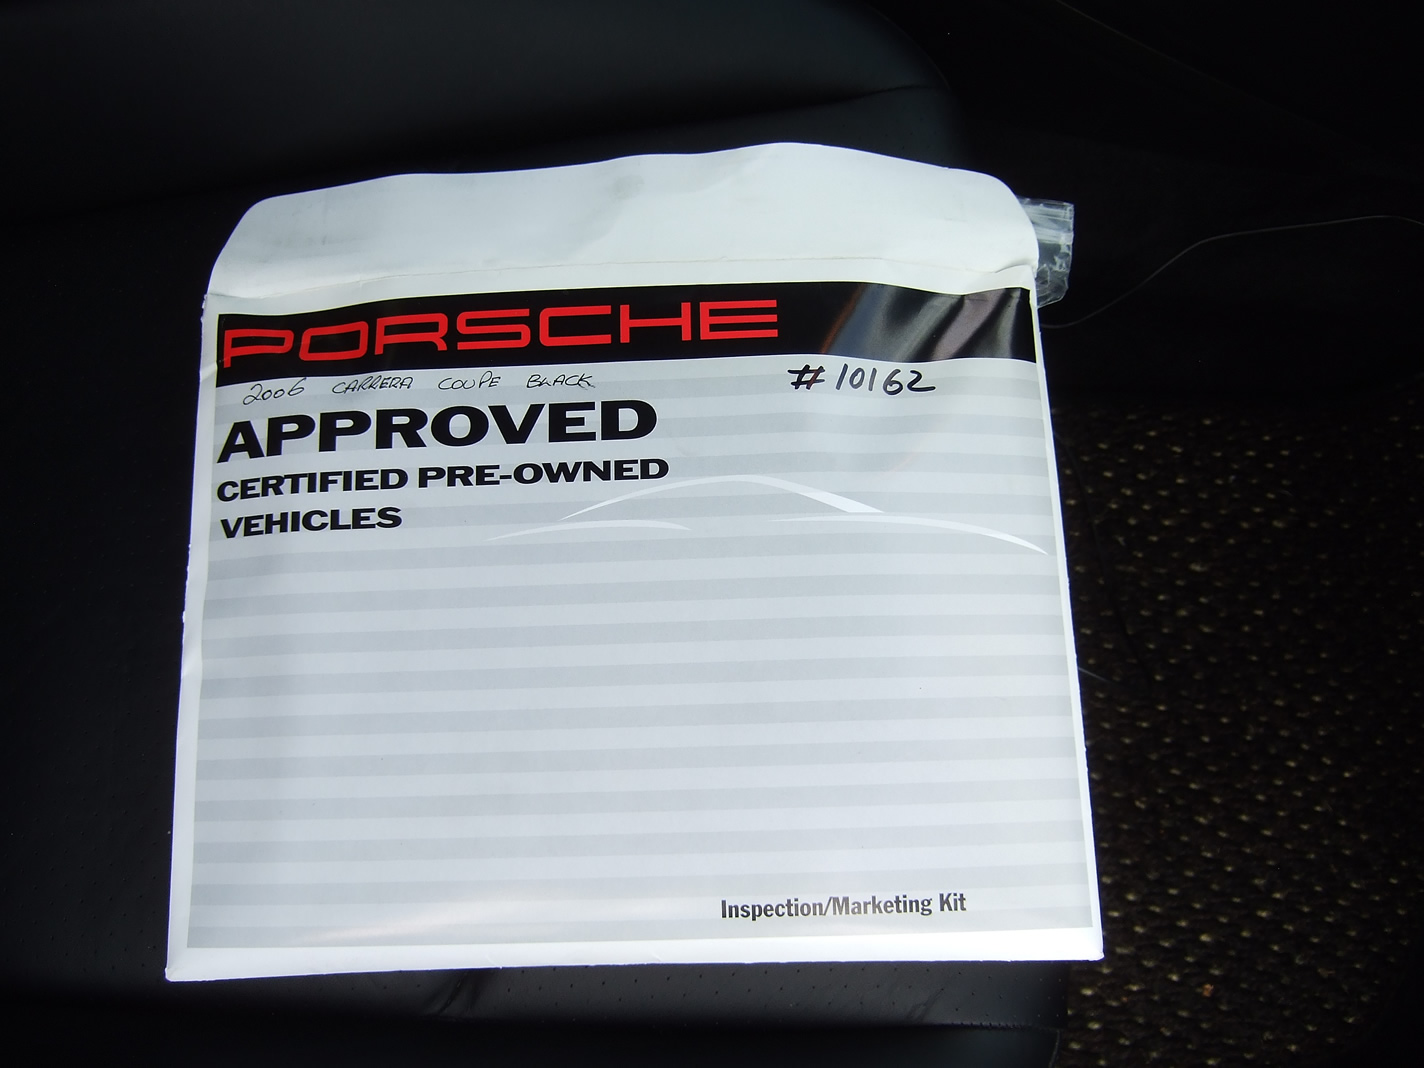 PORSCHE
2006 CARRERA COUPE BLACK #10162
APPROVED
CERTIFIED PRE-OWNED
VEHICLES
Inspection/Marketing Kit